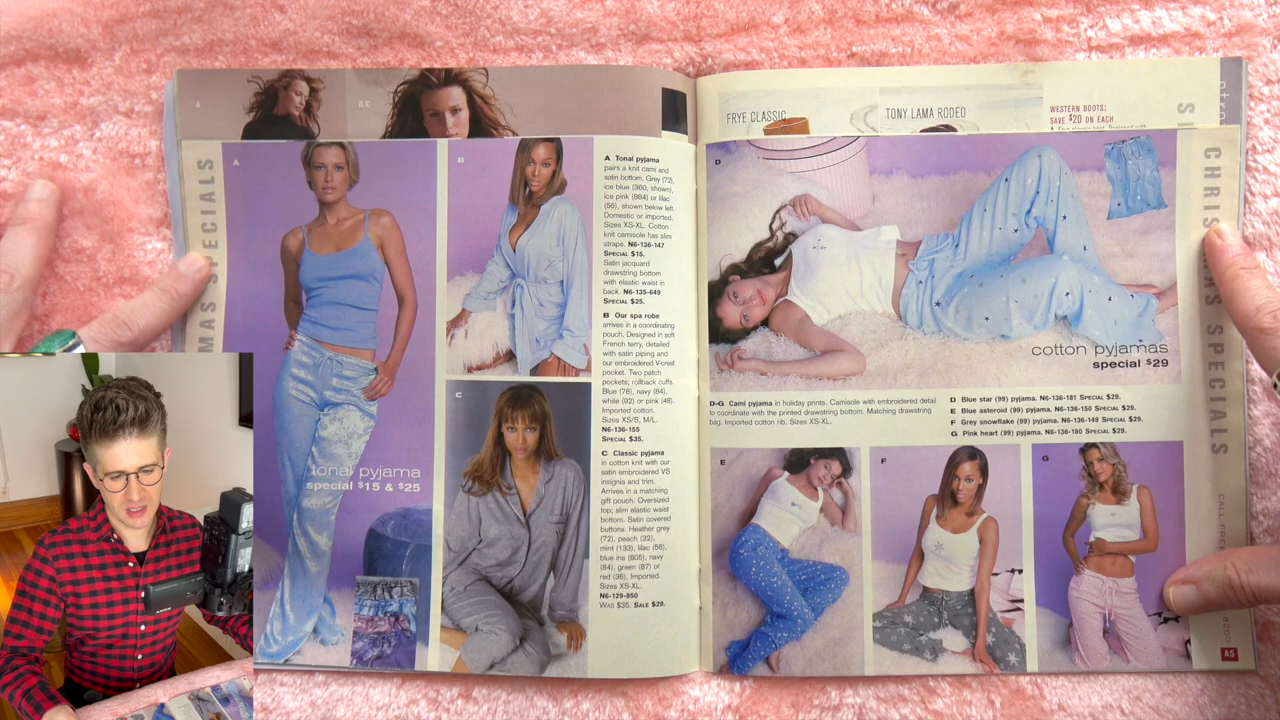 A
B,C
FRYE CLASSIC
TONY LAMA RODEO
WESTERN BOOTS:
SAVE $20 ON EACH
MAS SPECIALS
A
tonal pyjama
special $15 & $25
B
C
A Tonal pyjama
pairs a knit cami and
satin bottom. Grey (72),
ice blue (360, shown),
ice pink (884) or lilac
(56), shown below left.
Domestic or imported.
Sizes XS-XL. Cotton
knit camisole has slim
straps. N6-136-147
SPECIAL $15.
Satin jacquard
drawstring bottom
with elastic waist in
back. N6-135-649
SPECIAL $25.
B Our spa robe
arrives in a coordinating
pouch. Designed in soft
French terry, detailed
with satin piping and
our embroidered V-crest
pocket. Two patch
pockets; rollback cuffs.
Blue (78), navy (84),
white (92) or pink (48).
Imported cotton.
Sizes XS/S, M/L.
N6-136-155
SPECIAL $35.
C Classic pyjama
in cotton knit with our
satin embroidered VS
insignia and trim.
Arrives in a matching
gift pouch. Oversized
top; slim elastic waist
bottom. Satin covered
buttons. Heather grey
(72), peach (32),
mint (133), lilac (56),
blue iris (805), navy
(84), green (87) or
red (36). Imported.
Sizes XS-XL.
N6-129-950
WAS $35. SALE $29.
D
cotton pyjamas
special $29
D-G Cami pyjama in holiday prints. Camisole with embroidered detail
to coordinate with the printed drawstring bottom. Matching drawstring
bag. Imported cotton rib. Sizes XS-XL.
D Blue star (99) pyjama. N6-136-181 SPECIAL $29.
E Blue asteroid (99) pyjama. N6-136-150 SPECIAL $29.
F Grey snowflake (99) pyjama. N6-136-149 SPECIAL $29.
G Pink heart (99) pyjama. N6-136-180 SPECIAL $29.
E
F
G
SPECIALS
CALL FREE
A5